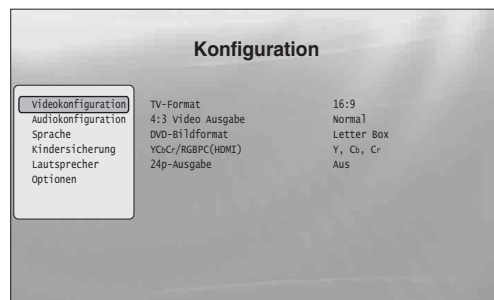 Konfiguration
Videokonfiguration TV-Format 16:9
Audiokonfiguration 4:3 Video Ausgabe Normal
Sprache DVD-Bildformat Letter Box
Kindersicherung YCbCr/RGBPC(HDMI) Y, Cb, Cr
Lautsprecher 24p-Ausgabe Aus
Optionen